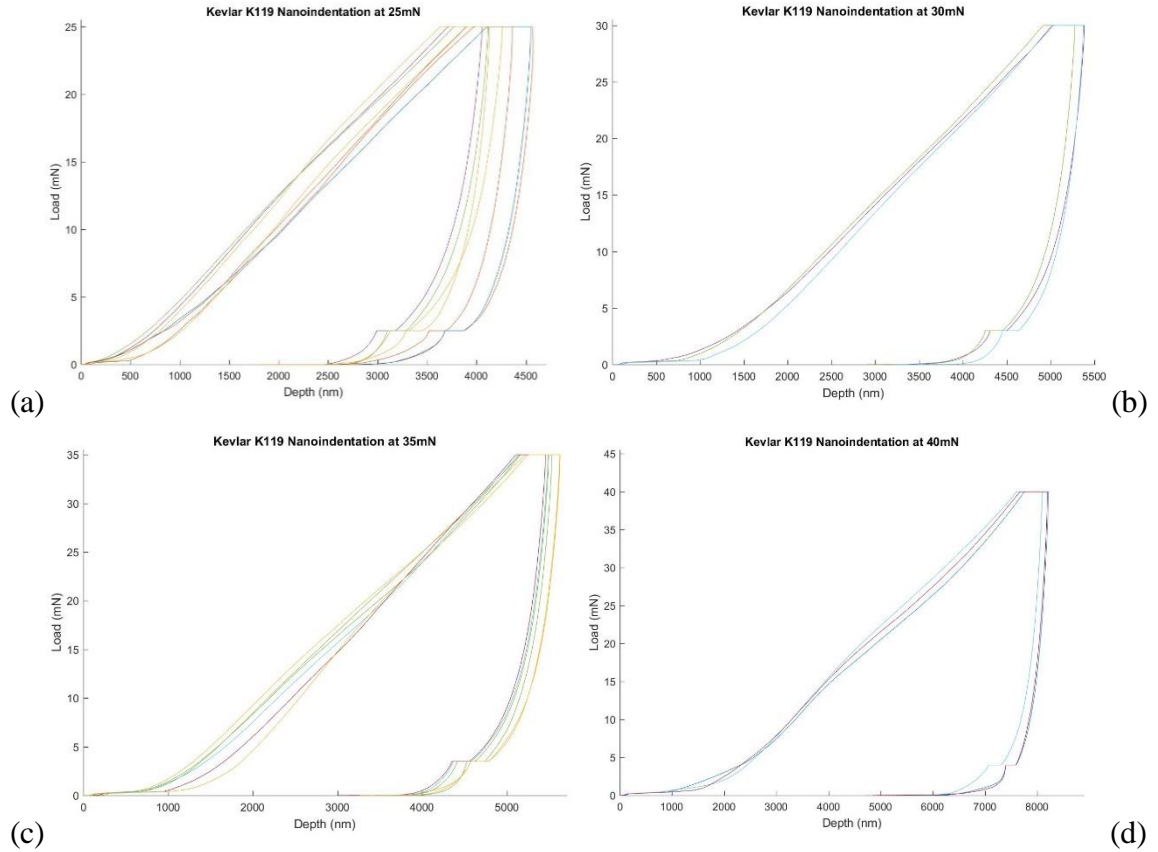 Kevlar K119 Nanoindentation at 25mN
25
20
15
10
5
0
Load (mN)
0 500 1000 1500 2000 2500 3000 3500 4000 4500
Depth (nm)
(a)
Kevlar K119 Nanoindentation at 30mN
30
25
20
15
10
5
0
Load (mN)
0 500 1000 1500 2000 2500 3000 3500 4000 4500 5000 5500
Depth (nm)
(b)
Kevlar K119 Nanoindentation at 35mN
35
30
25
20
15
10
5
0
Load (mN)
0 1000 2000 3000 4000 5000
Depth (nm)
(c)
Kevlar K119 Nanoindentation at 40mN
45
40
35
30
25
20
15
10
5
0
Load (mN)
0 1000 2000 3000 4000 5000 6000 7000 8000
Depth (nm)
(d)